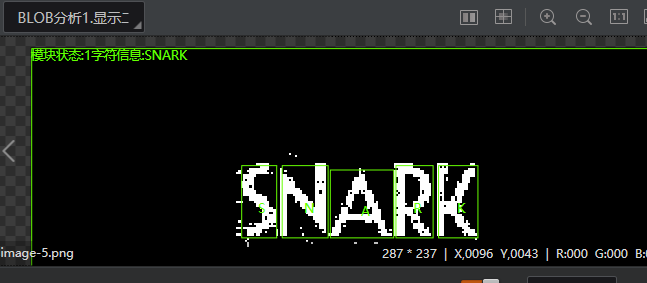 BLOB分析1.显示二
1:1
模块状态:1字符信息:SNARK
SNARK
S N A R K
image-5.png
287 * 237 | X,0096 Y,0043 | R:000 G:000 B:0